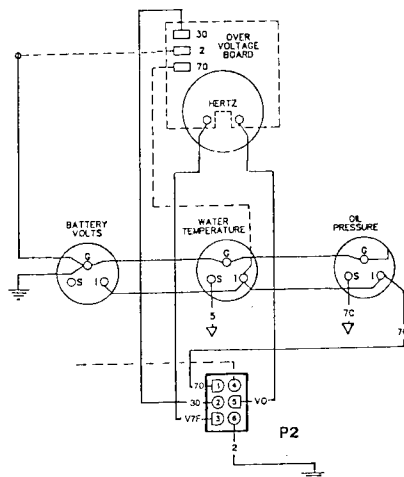 30
2
70
OVER
VOLTAGE
BOARD
HERTZ
BATTERY
VOLTS
WATER
TEMPERATURE
OIL
PRESSURE
G
S I
G
S I
G
S I
5
7C
70
1 4
30
2 5
VO
V7F
3 6
2
P2